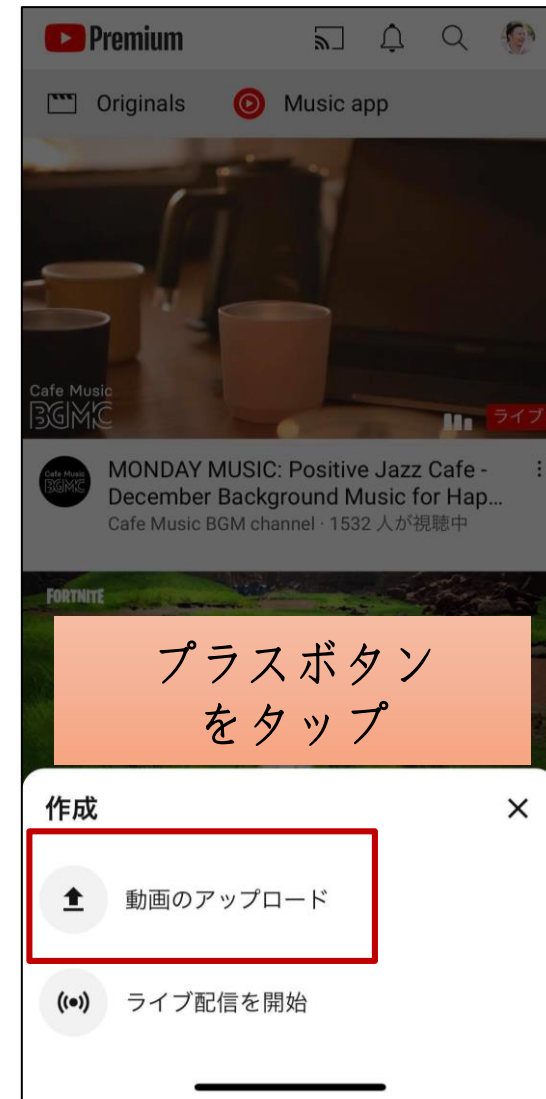 Premium
Originals
Music app
Cafe Music
BGMC
ライブ
Cafe Music
BGMC
MONDAY MUSIC: Positive Jazz Cafe -
December Background Music for Hap...
Cafe Music BGM channel · 1532 人が視聴中
FORTNITE
プラスボタン
をタップ
作成
動画のアップロード
ライブ配信を開始